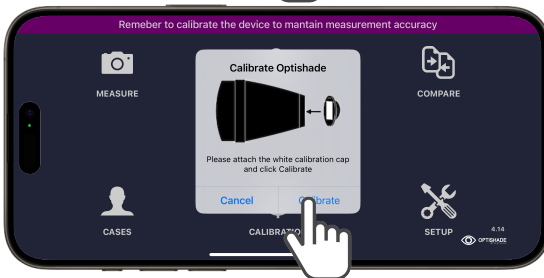 Remeber to calibrate the device to mantain measurement accuracy
Calibrate Optishade
MEASURE
COMPARE
Please attach the white calibration cap
and click Calibrate
Cancel
CASES
SETUP
4.14
OPTISHADE